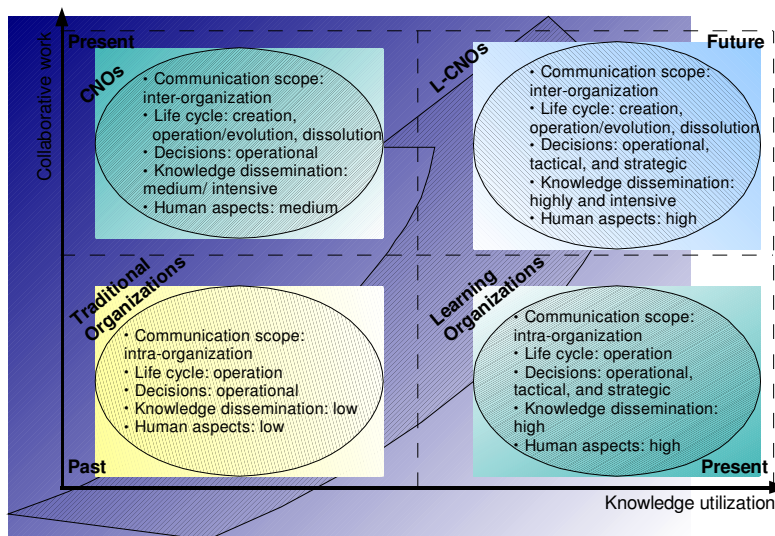 Collaborative work
Present
CNOs
• Communication scope:
inter-organization
• Life cycle: creation,
operation/evolution, dissolution
• Decisions: operational
• Knowledge dissemination:
medium/ intensive
• Human aspects: medium
Future
L-CNOs
• Communication scope:
inter-organization
• Life cycle: creation,
operation/evolution, dissolution
• Decisions: operational,
tactical, and strategic
• Knowledge dissemination:
highly and intensive
• Human aspects: high
Traditional
Organizations
• Communication scope:
intra-organization
• Life cycle: operation
• Decisions: operational
• Knowledge dissemination: low
• Human aspects: low
Past
Learning
Organizations
• Communication scope:
intra-organization
• Life cycle: operation
• Decisions: operational,
tactical, and strategic
• Knowledge dissemination:
high
• Human aspects: high
Present
Knowledge utilization